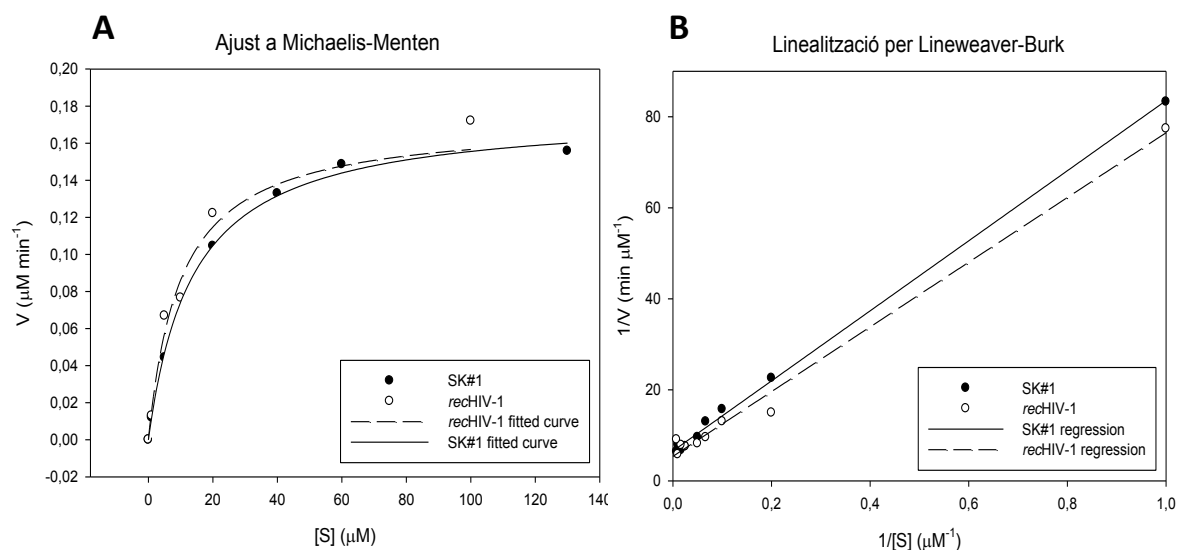 A
Ajust a Michaelis-Menten
0,20
0,18
0,16
0,14
0,12
0,10
0,08
0,06
0,04
0,02
0,00
-0,02
V (μM min⁻¹)
0
20
40
60
80
100
120
140
[S] (μM)
SK#1
recHIV-1
recHIV-1 fitted curve
SK#1 fitted curve
B
Linealització per Lineweaver-Burk
80
60
40
20
0
1/V (min μM⁻¹)
0,0
0,2
0,4
0,6
0,8
1,0
1/[S] (μM⁻¹)
SK#1
recHIV-1
SK#1 regression
recHIV-1 regression